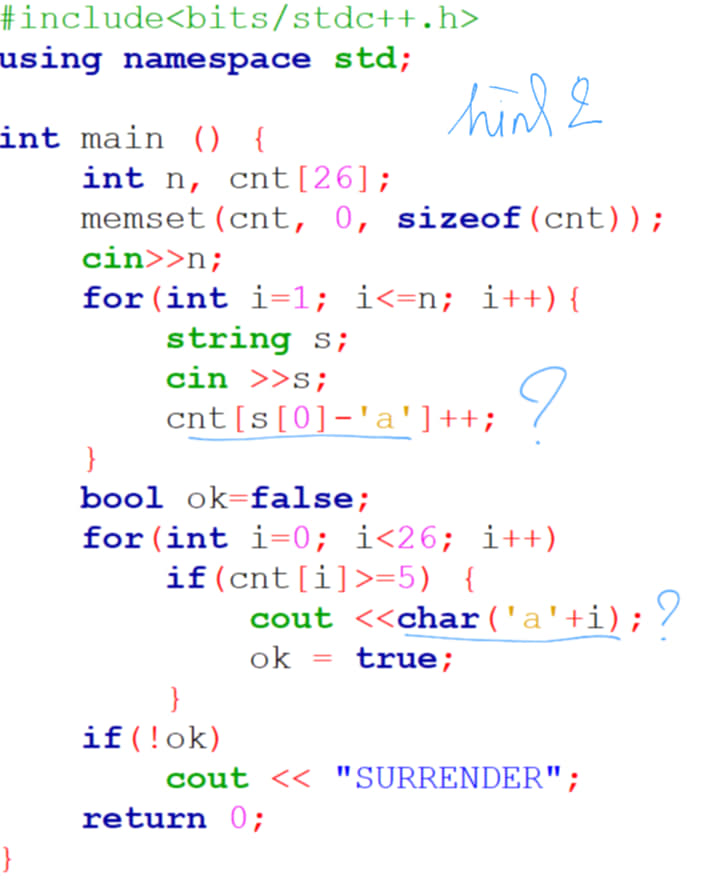 #include<bits/stdc++.h>
using namespace std;
hint 2
int main () {
int n, cnt[26];
memset(cnt, 0, sizeof(cnt));
cin>>n;
for(int i=1; i<=n; i++){
string s;
cin >>s;
cnt[s[0]-'a']++; ?
}
bool ok=false;
for(int i=0; i<26; i++)
if(cnt[i]>=5) {
cout <<char('a'+i); ?
ok = true;
}
if(!ok)
cout << "SURRENDER";
return 0;
}